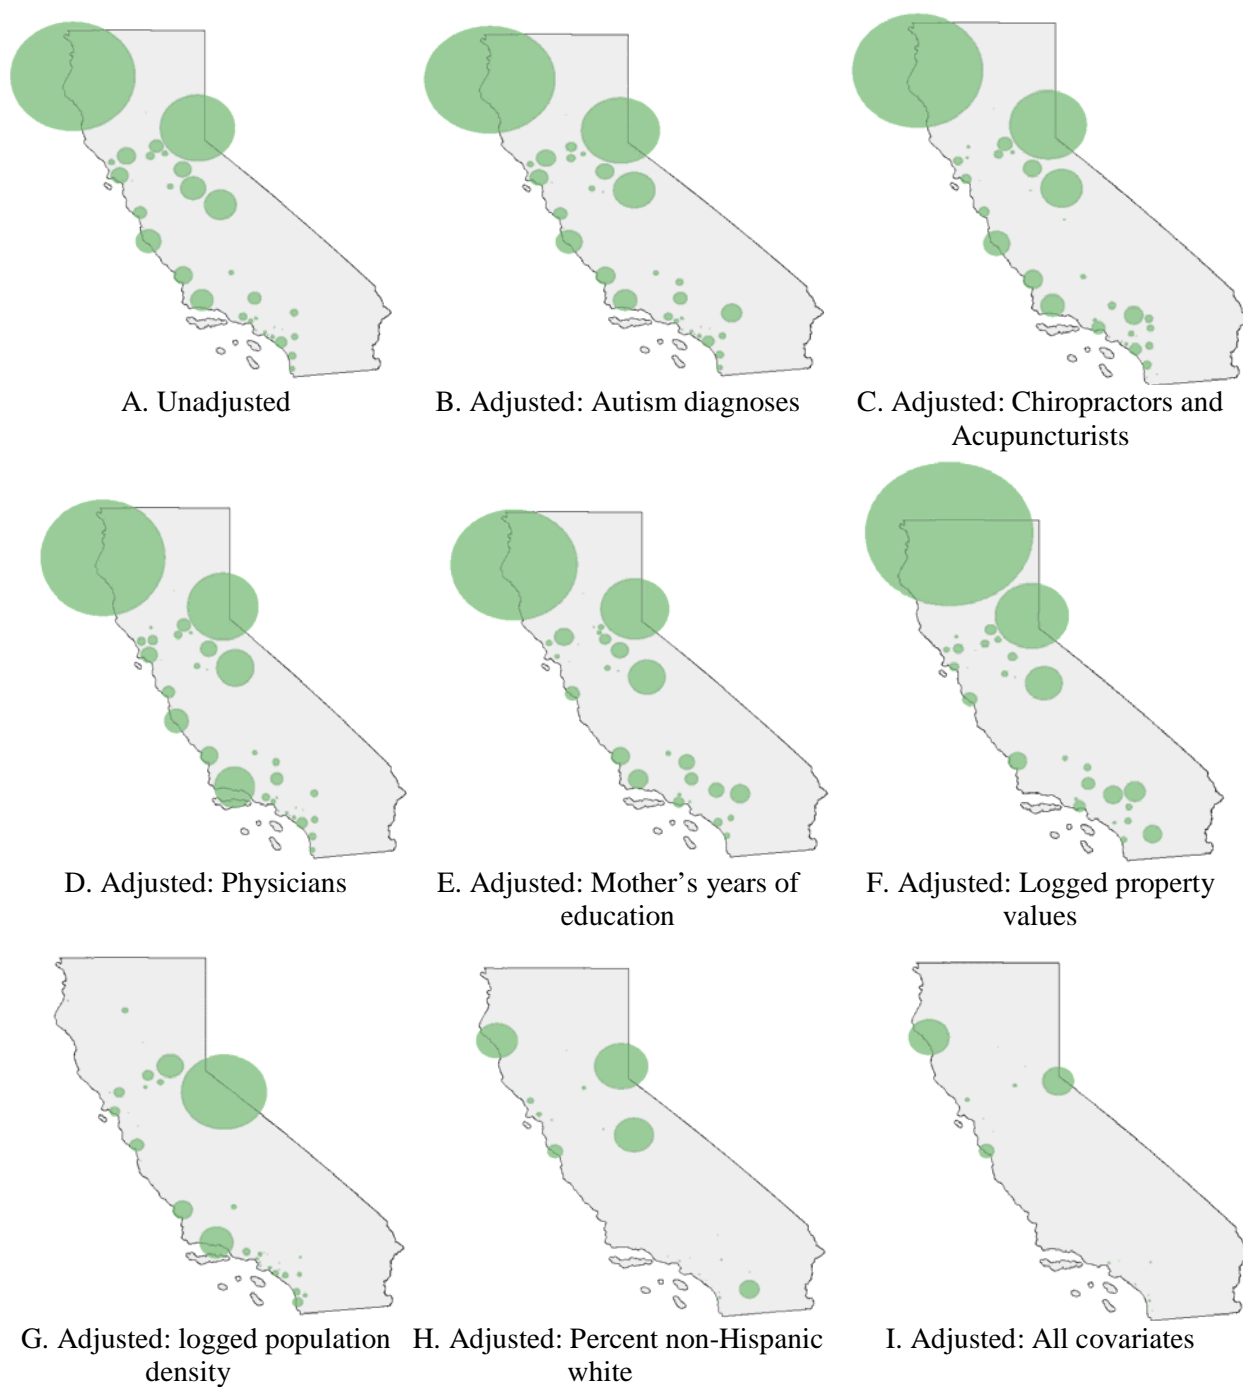 A. Unadjusted
B. Adjusted: Autism diagnoses
C. Adjusted: Chiropractors and
Acupuncturists
D. Adjusted: Physicians
E. Adjusted: Mother’s years of
education
F. Adjusted: Logged property
values
G. Adjusted: logged population
density
H. Adjusted: Percent non-Hispanic
white
I. Adjusted: All covariates